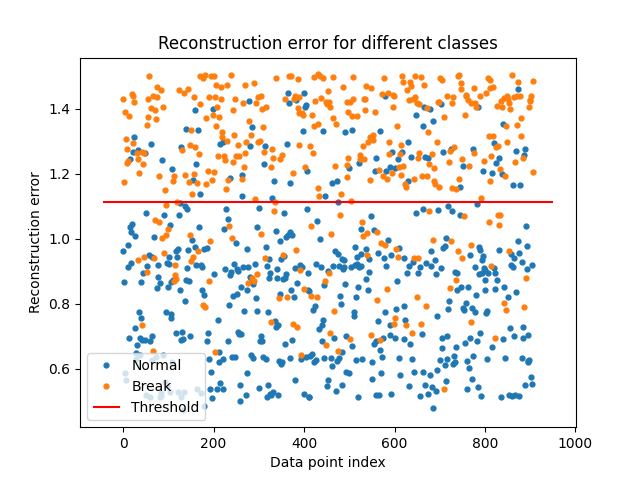 Reconstruction error for different classes
Reconstruction error
1.4
1.2
1.0
0.8
0.6
Normal
Break
Threshold
0 200 400 600 800 1000
Data point index